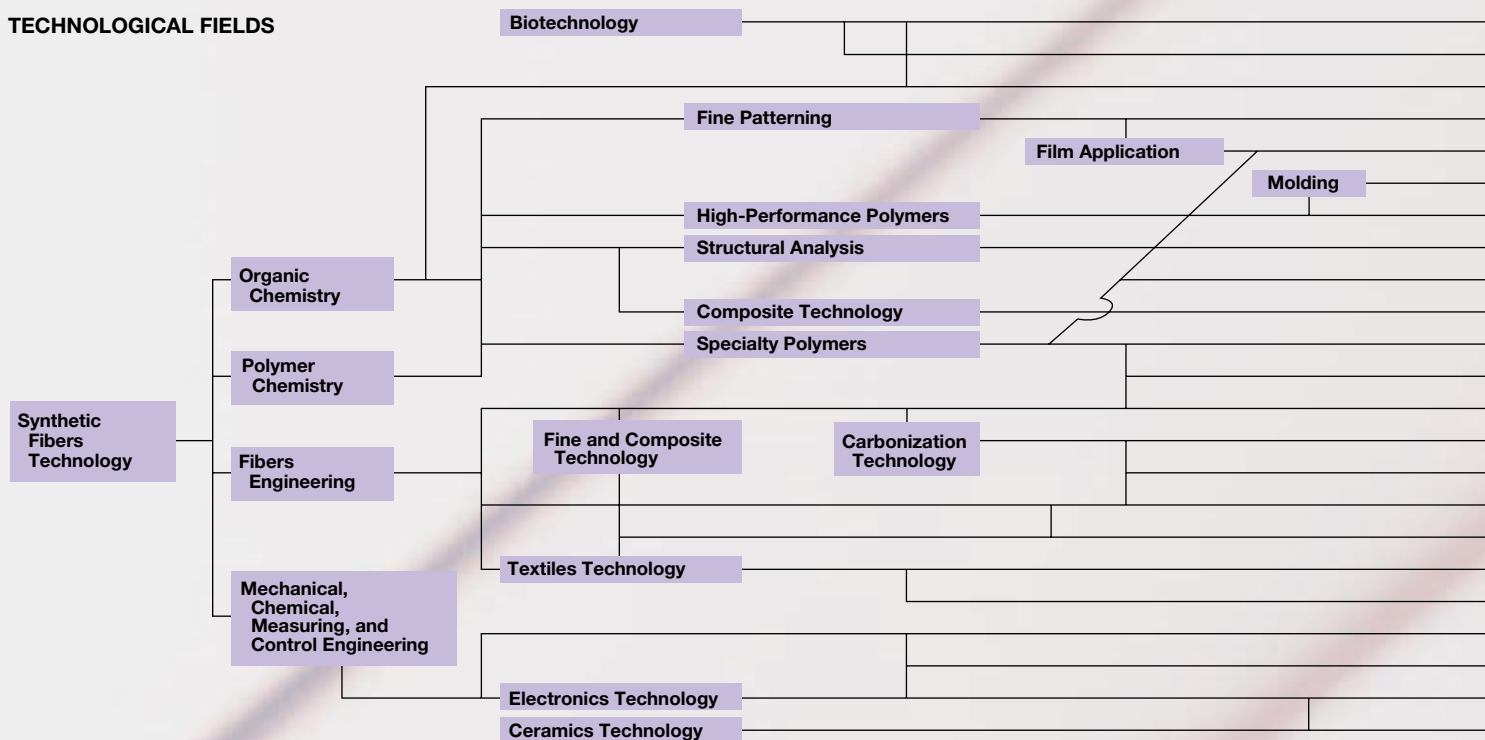 TECHNOLOGICAL FIELDS
Biotechnology
Fine Patterning
Film Application
Molding
High-Performance Polymers
Structural Analysis
Organic
Chemistry
Composite Technology
Specialty Polymers
Polymer
Chemistry
Synthetic
Fibers
Technology
Fine and Composite
Technology
Carbonization
Technology
Fibers
Engineering
Textiles Technology
Mechanical,
Chemical,
Measuring, and
Control Engineering
Electronics Technology
Ceramics Technology